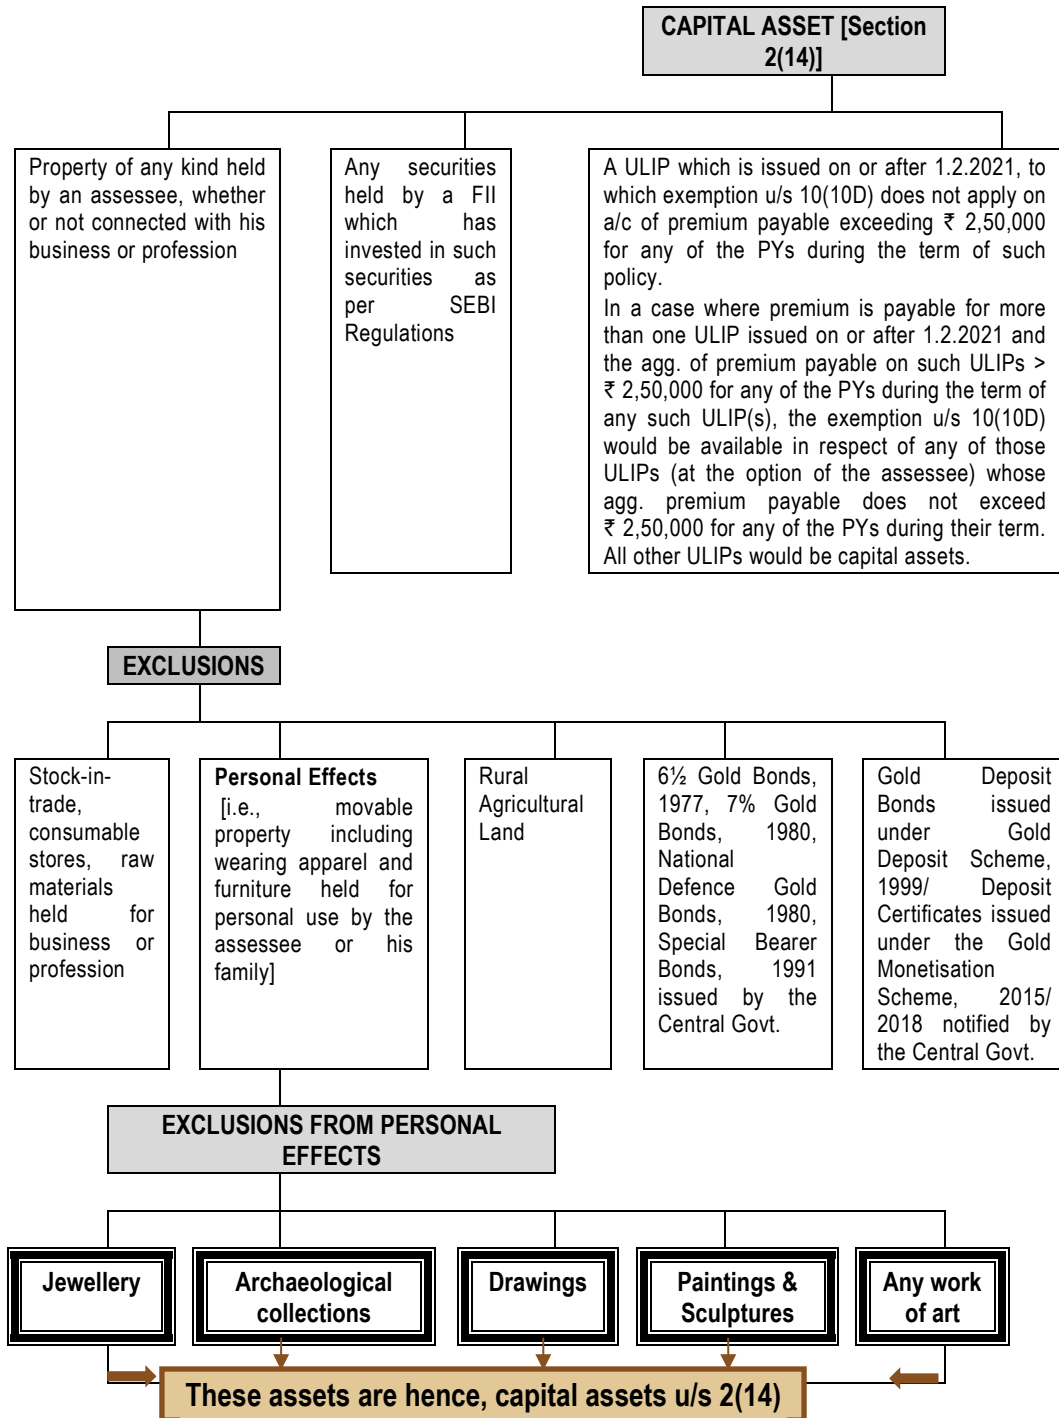 CAPITAL ASSET [Section
2(14)]
Property of any kind held
by an assessee, whether
or not connected with his
business or profession
Any securities
held by a FII
which has
invested in such
securities as
per SEBI
Regulations
A ULIP which is issued on or after 1.2.2021, to
which exemption u/s 10(10D) does not apply on
a/c of premium payable exceeding ₹ 2,50,000
for any of the PYs during the term of such
policy.
In a case where premium is payable for more
than one ULIP issued on or after 1.2.2021 and
the agg. of premium payable on such ULIPs >
₹ 2,50,000 for any of the PYs during the term of
any such ULIP(s), the exemption u/s 10(10D)
would be available in respect of any of those
ULIPs (at the option of the assessee) whose
agg. premium payable does not exceed
₹ 2,50,000 for any of the PYs during their term.
All other ULIPs would be capital assets.
EXCLUSIONS
Stock-in-
trade,
consumable
stores, raw
materials
held for
business or
profession
Personal Effects
[i.e., movable
property including
wearing apparel and
furniture held for
personal use by the
assessee or his
family]
Rural
Agricultural
Land
6½ Gold Bonds,
1977, 7% Gold
Bonds, 1980,
National
Defence Gold
Bonds, 1980,
Special Bearer
Bonds, 1991
issued by the
Central Govt.
Gold Deposit
Bonds issued
under Gold
Deposit Scheme,
1999/ Deposit
Certificates issued
under the Gold
Monetisation
Scheme, 2015/
2018 notified by
the Central Govt.
EXCLUSIONS FROM PERSONAL
EFFECTS
Jewellery
Archaeological
collections
Drawings
Paintings &
Sculptures
Any work
of art
These assets are hence, capital assets u/s 2(14)